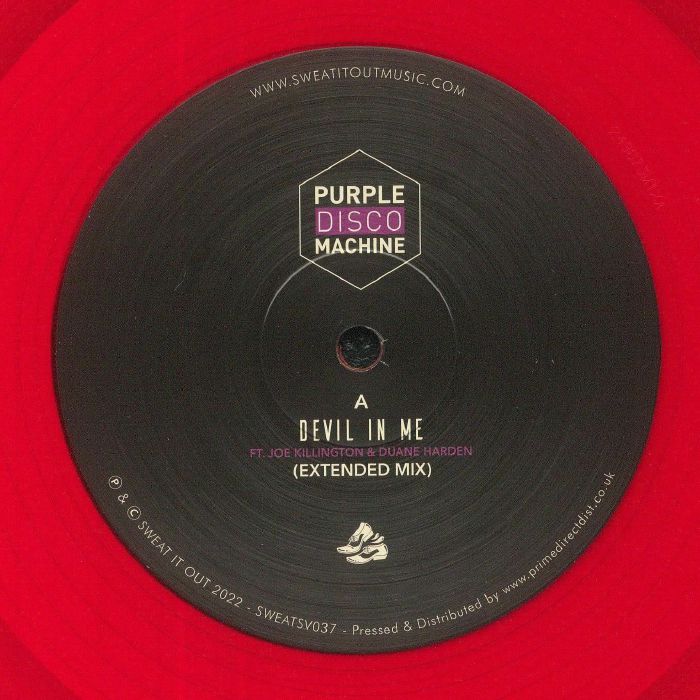 WWW.SWEATITOUTMUSIC.COM
PURPLE
DISCO
MACHINE
A
DEVIL IN ME
FT. JOE KILLINGTON & DUANE HARDEN
(EXTENDED MIX)
Ⓟ & © SWEAT IT OUT 2022 - SWEATSV037 - Pressed & Distributed by www.primedirectdist.co.uk